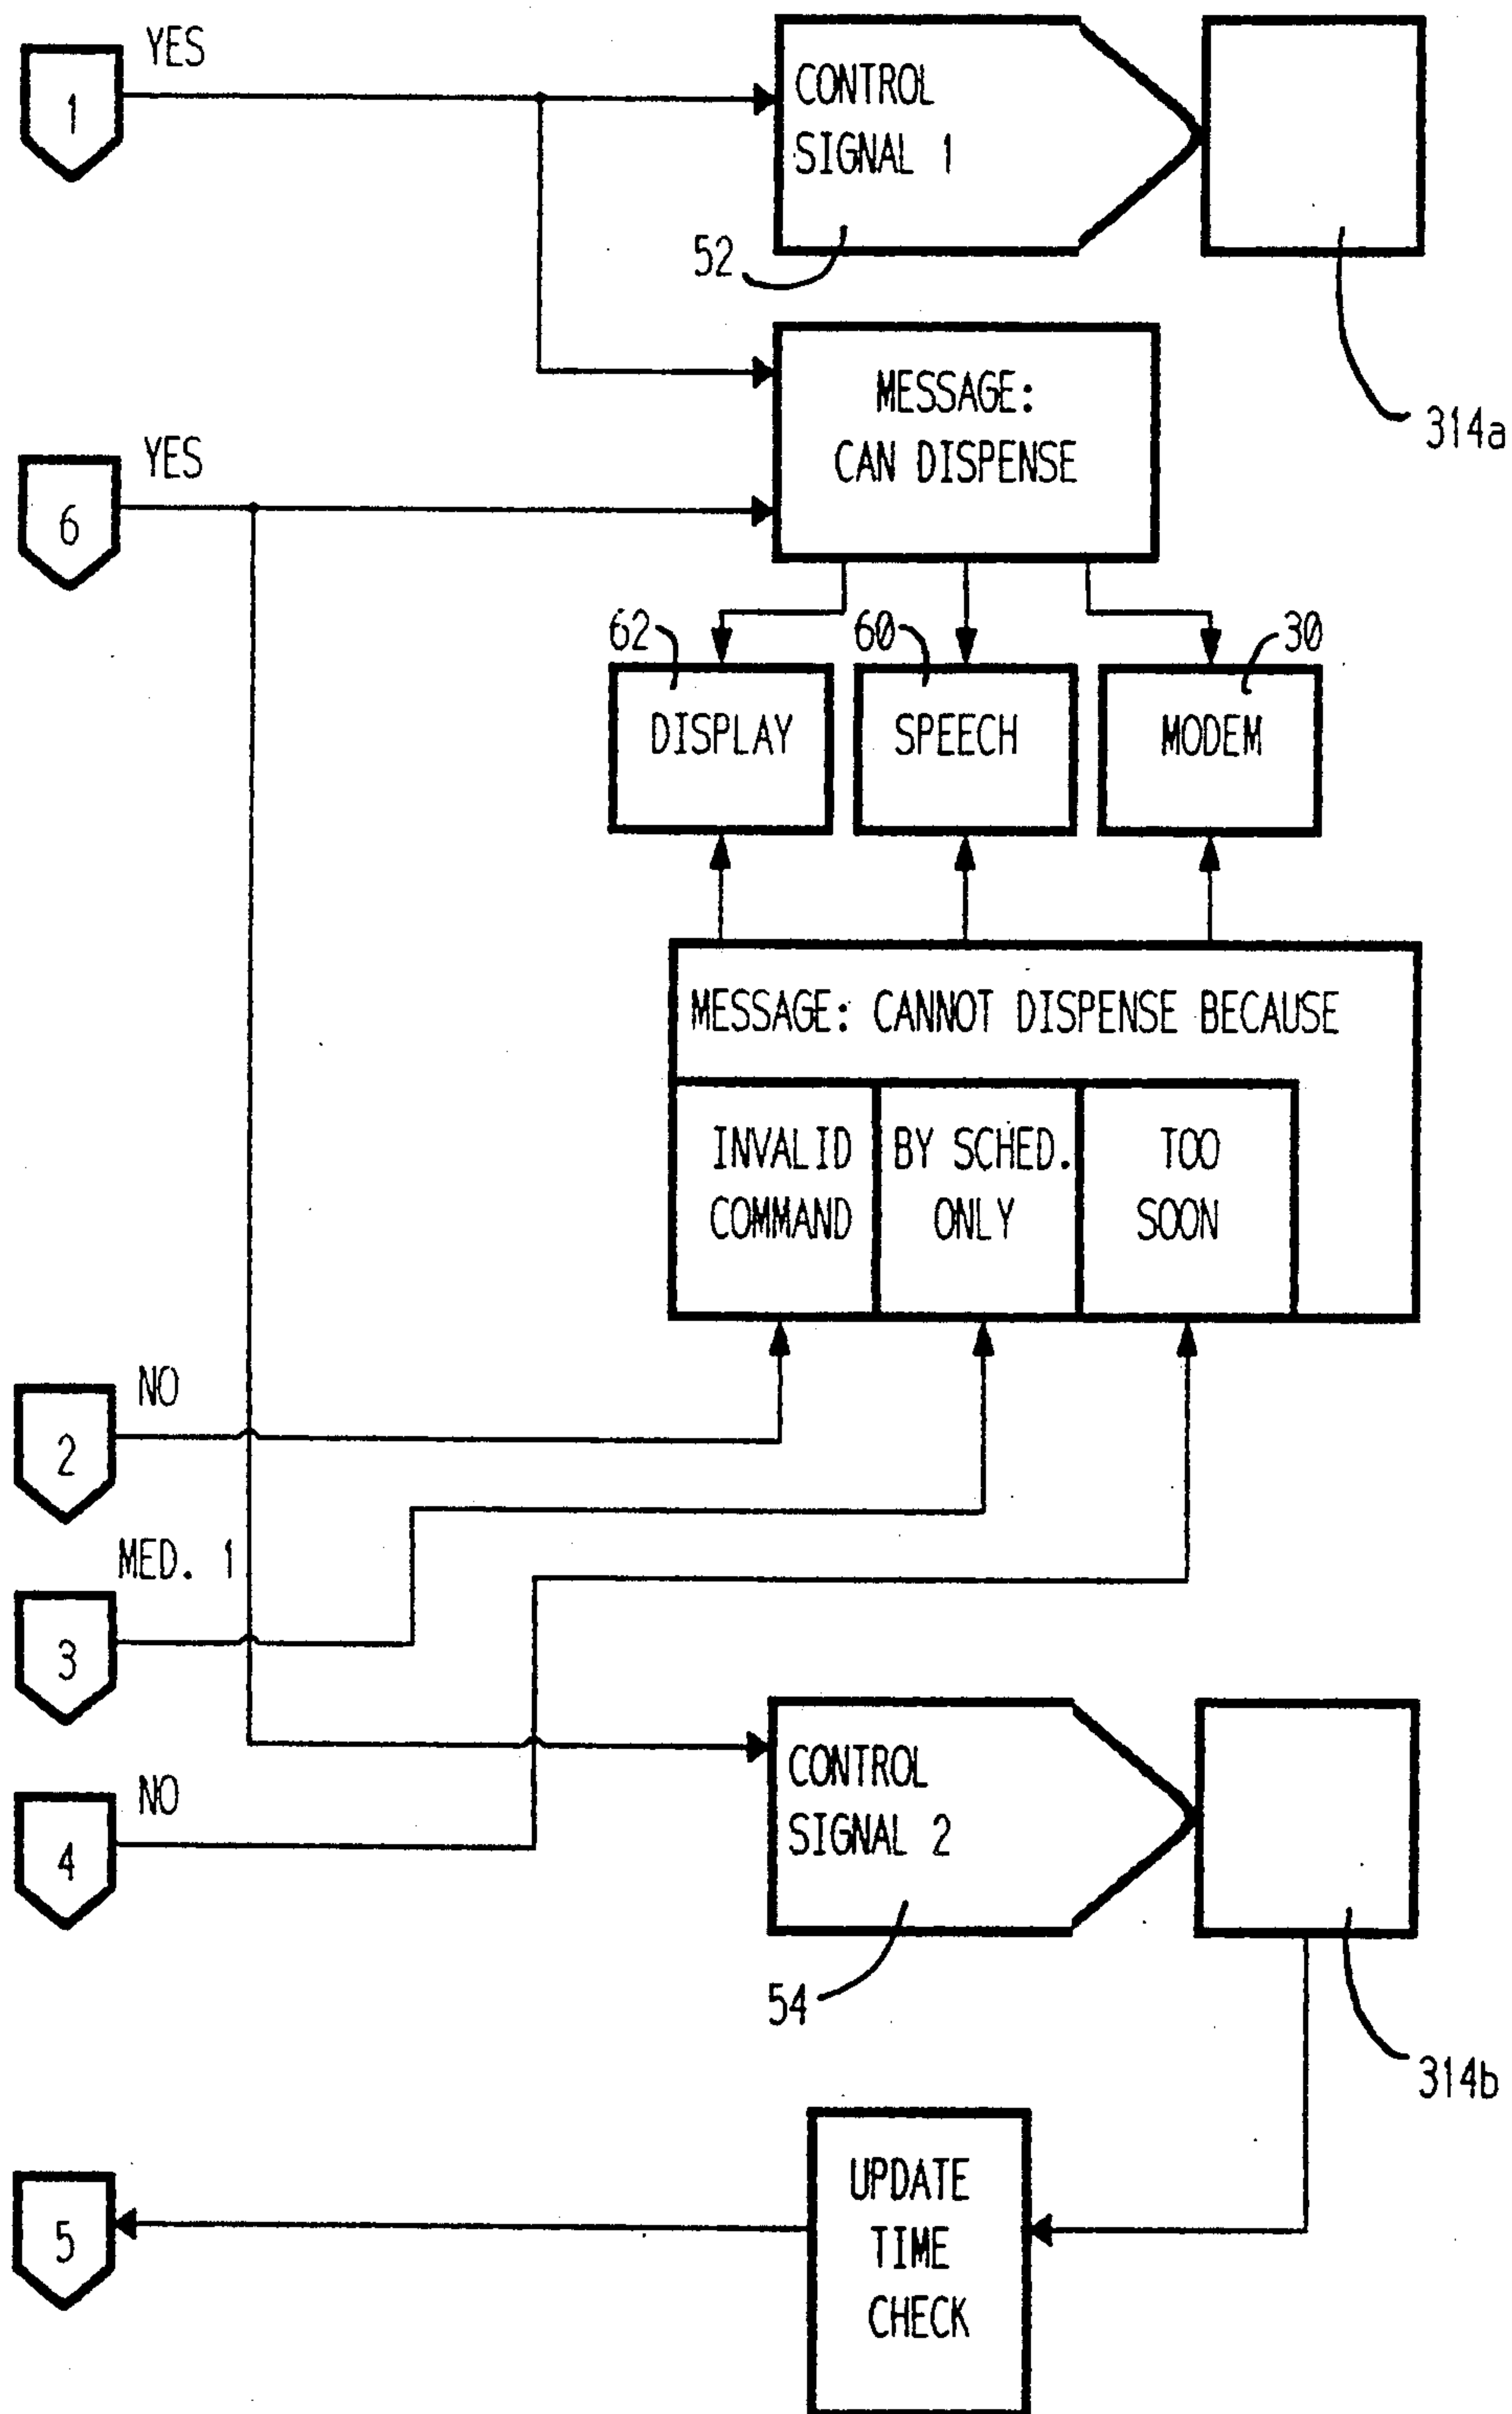 YES
1
CONTROL
SIGNAL 1
52
314a
MESSAGE:
CAN DISPENSE
YES
6
62
60
30
DISPLAY
SPEECH
MODEM
MESSAGE: CANNOT DISPENSE BECAUSE
INVALID
COMMAND
BY SCHED.
ONLY
TOO
SOON
NO
2
MED. 1
3
NO
4
CONTROL
SIGNAL 2
54
314b
UPDATE
TIME
CHECK
5